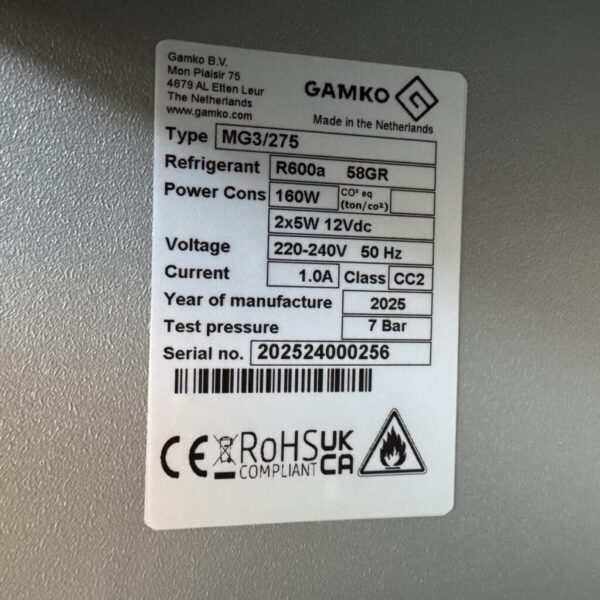 Gamko B.V.
Mon Plaisir 75
4879 AL Etten Leur
The Netherlands
www.gamko.com
GAMKO
Made in the Netherlands
Type MG3/275
Refrigerant R600a 58GR
Power Cons 160W CO² eq (ton/co²)
2x5W 12Vdc
Voltage 220-240V 50 Hz
Current 1.0A Class CC2
Year of manufacture 2025
Test pressure 7 Bar
Serial no. 202524000256
CE RoHS UK
COMPLIANT CA